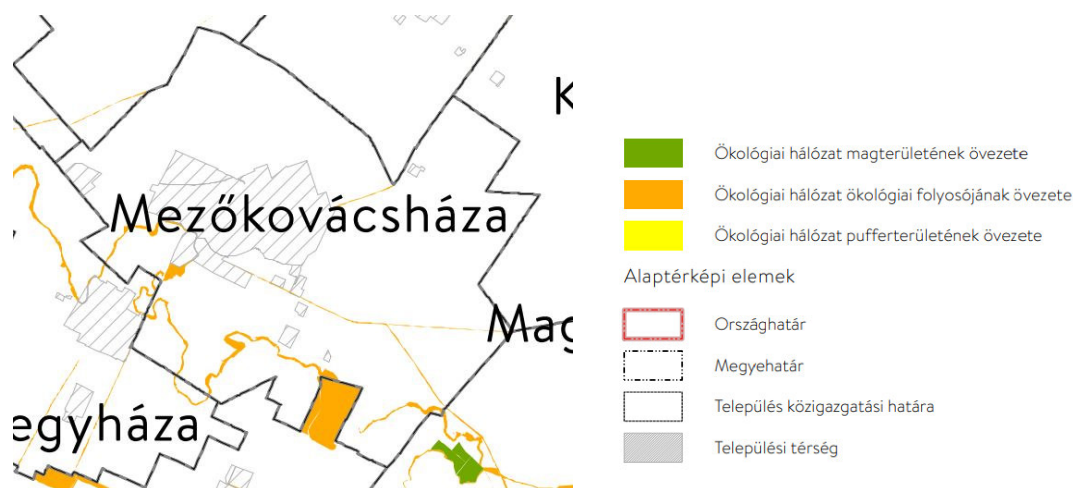 K
Mezőkovácsháza
Mag
egyháza
Ökológiai hálózat magterületének övezete
Ökológiai hálózat ökológiai folyosójának övezete
Ökológiai hálózat pufferterületének övezete
Alaptérképi elemek
Országhatár
Megyehatár
Település közigazgatási határa
Települési térség